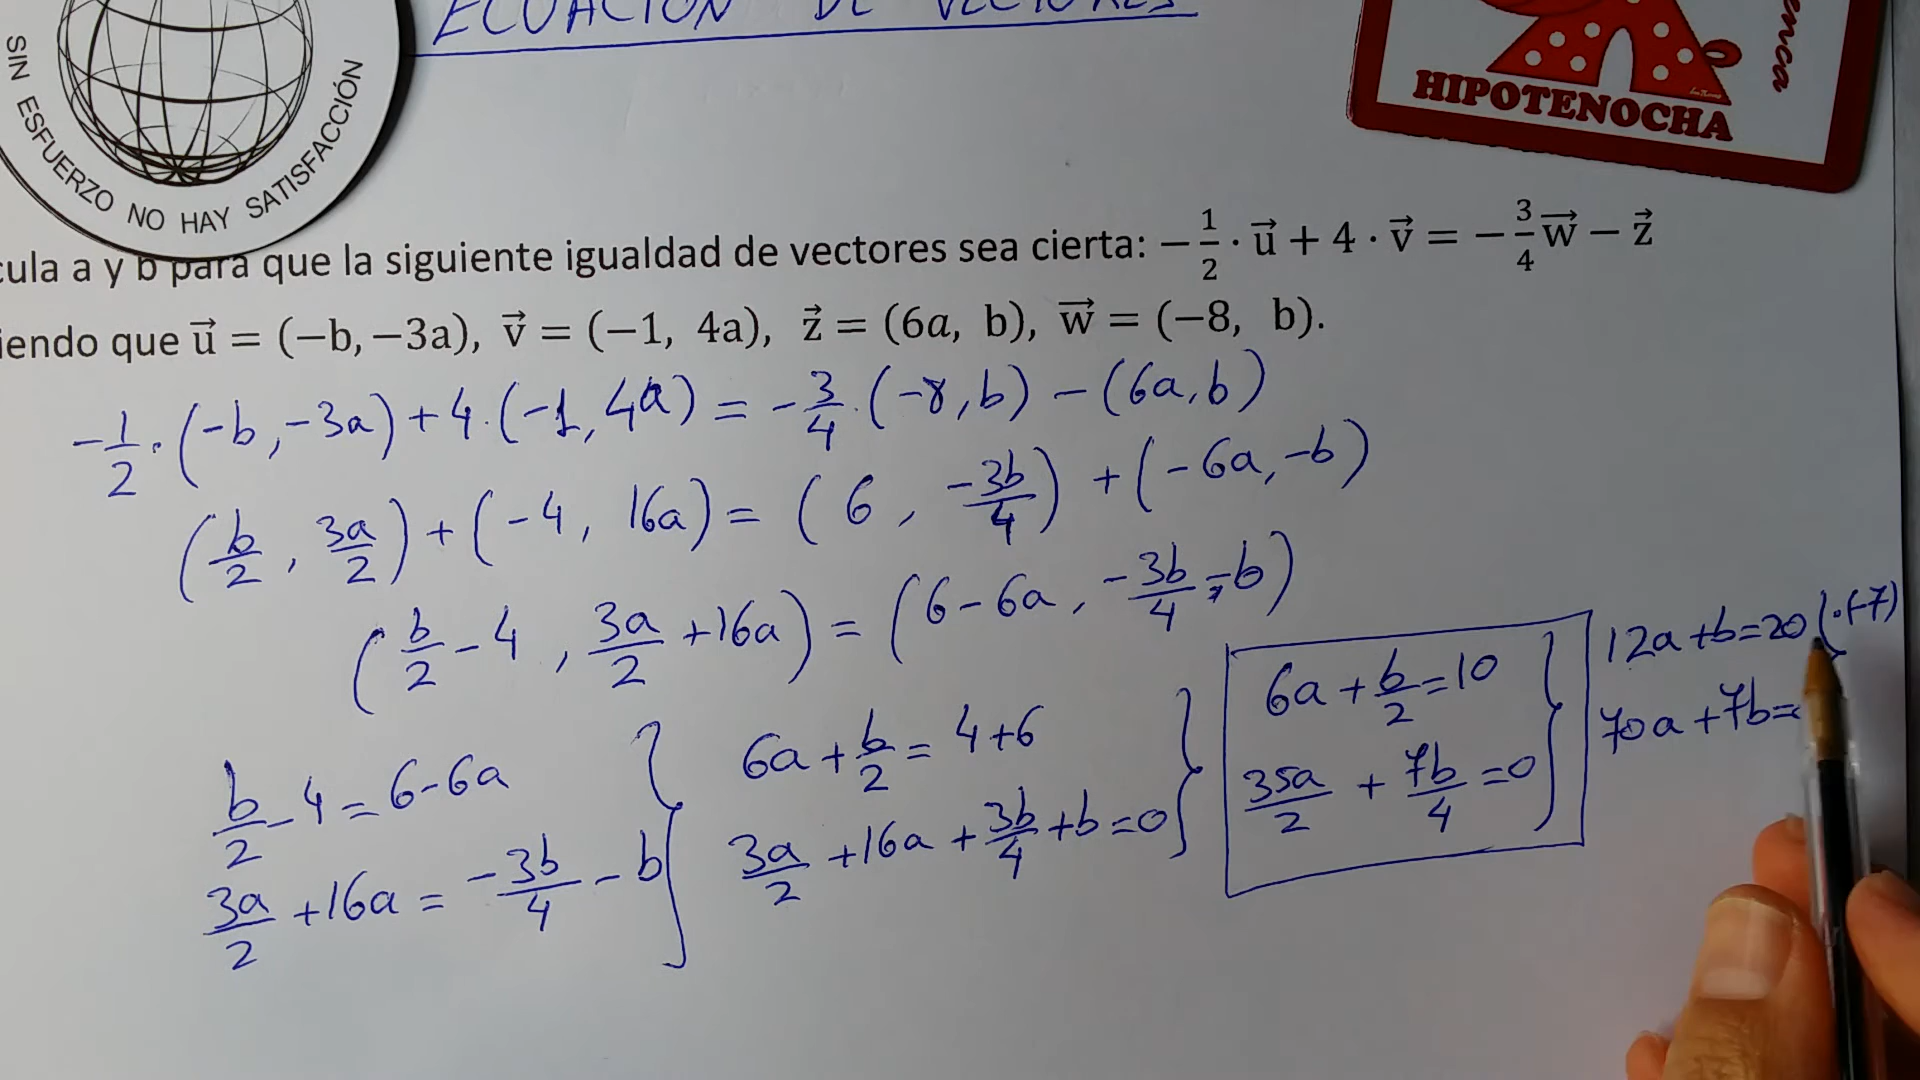 ECUACIÓN DE VECTORES
SIN ESFUERZO NO HAY SATISFACCIÓN
HIPOTENOCHA
cula a y b para que la siguiente igualdad de vectores sea cierta: −1/2 · u⃗ + 4 · v⃗ = −3/4 w⃗ − z⃗
iendo que u⃗ = (−b, −3a), v⃗ = (−1, 4a), z⃗ = (6a, b), w⃗ = (−8, b).
-1/2 · (-b, -3a) + 4 · (-1, 4a) = -3/4 · (-8, b) - (6a, b)
(b/2, 3a/2) + (-4, 16a) = (6, -3b/4) + (-6a, -b)
(b/2 - 4, 3a/2 + 16a) = (6 - 6a, -3b/4 - b)
b/2 - 4 = 6 - 6a
3a/2 + 16a = -3b/4 - b
6a + b/2 = 4 + 6
3a/2 + 16a + 3b/4 + b = 0
6a + b/2 = 10
35a/2 + 7b/4 = 0
12a + b = 20 (·(-7)
70a + 7b =